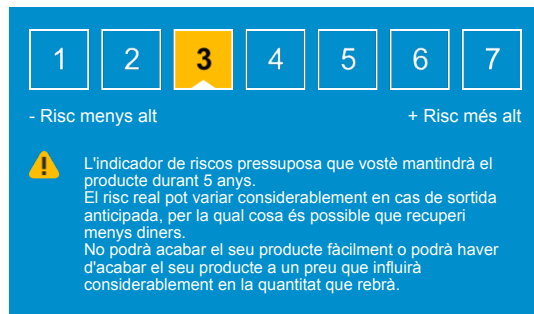 1 2 3 4 5 6 7
- Risc menys alt + Risc més alt
L'indicador de riscos pressuposa que vostè mantindrà el
producte durant 5 anys.
El risc real pot variar considerablement en cas de sortida
anticipada, per la qual cosa és possible que recuperi
menys diners.
No podrà acabar el seu producte fàcilment o podrà haver
d'acabar el seu producte a un preu que influirà
considerablement en la quantitat que rebrà.